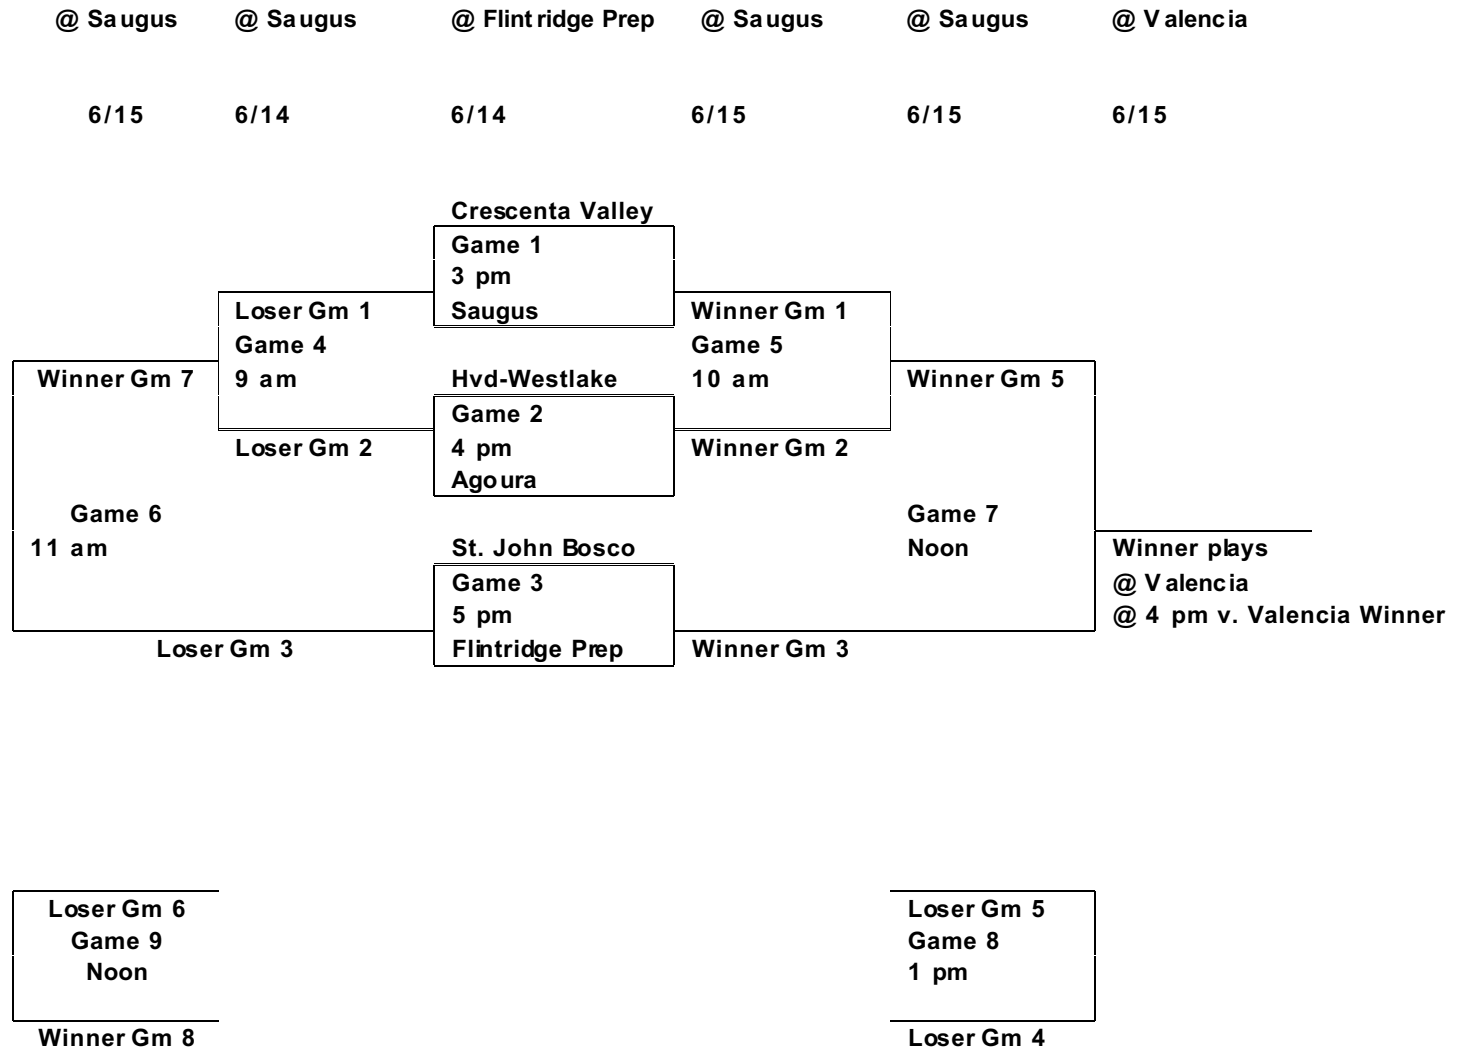 @ Saugus @ Saugus @ Flintridge Prep @ Saugus @ Saugus @ Valencia
6/15 6/14 6/14 6/15 6/15 6/15
Crescenta Valley
Game 1
3 pm
Loser Gm 1 Saugus Winner Gm 1
Game 4 Game 5
Winner Gm 7 9 am Hvd-Westlake 10 am Winner Gm 5
Game 2
Loser Gm 2 4 pm Winner Gm 2
Agoura
Game 6 Game 7
11 am St. John Bosco Noon Winner plays
Game 3 @ Valencia
5 pm @ 4 pm v. Valencia Winner
Loser Gm 3 Flintridge Prep Winner Gm 3
Loser Gm 6 Loser Gm 5
Game 9 Game 8
Noon 1 pm
Winner Gm 8 Loser Gm 4